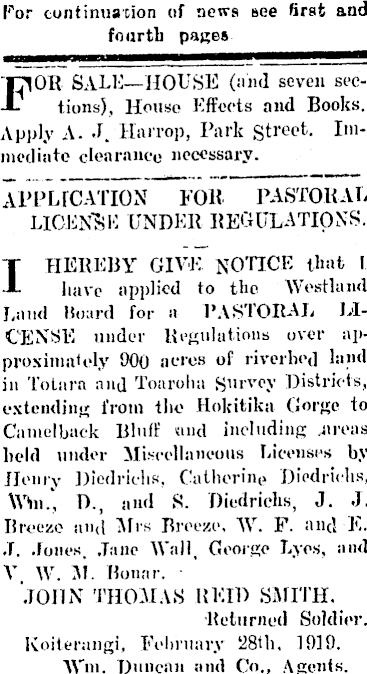 For continuation of news see first and
fourth pages
FOR SALE—HOUSE (and seven sec-
tions), House Effects and Books.
Apply A. J. Harrop, Park Street. Im-
mediate clearance necessary.
APPLICATION FOR PASTORAL
LICENSE UNDER REGULATIONS.
I HEREBY GIVE NOTICE that I
have applied to the Westland
Land Board for a PASTORAL LI-
CENSE under Regulations over ap-
proximately 900 acres of riverbed land
in Totara and Toaroha Survey Districts,
extending from the Hokitika Gorge to
Camelback Bluff and including areas
held under Miscellaneous Licenses by
Henry Diedrichs, Catherine Diedrichs,
Wm., D., and S. Diedrichs, J. J.
Breeze and Mrs Breeze, W. F. and E.
J. Jones, Jane Wall, George Lyes, and
V. W. M. Bonar.
JOHN THOMAS REID SMITH.
Returned Soldier.
Koiterangi, February 28th, 1919.
Wm. Duncan and Co., Agents.